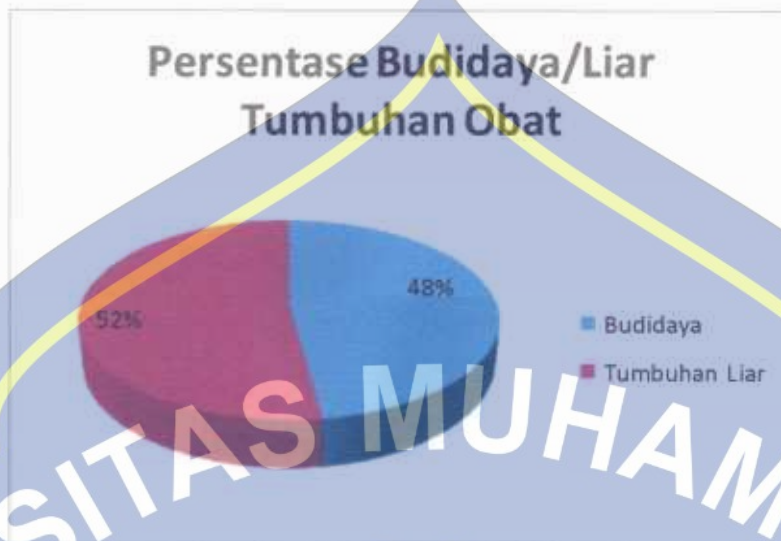 Persentase Budidaya/Liar
Tumbuhan Obat
48%
52%
Budidaya
Tumbuhan Liar
SITAS MUHAM